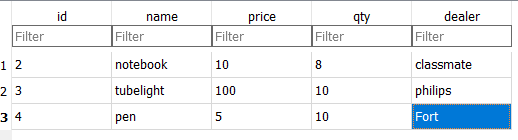 id name price qty dealer
Filter Filter Filter Filter Filter
1 2 notebook 10 8 classmate
2 3 tubelight 100 10 philips
3 4 pen 5 10 Fort